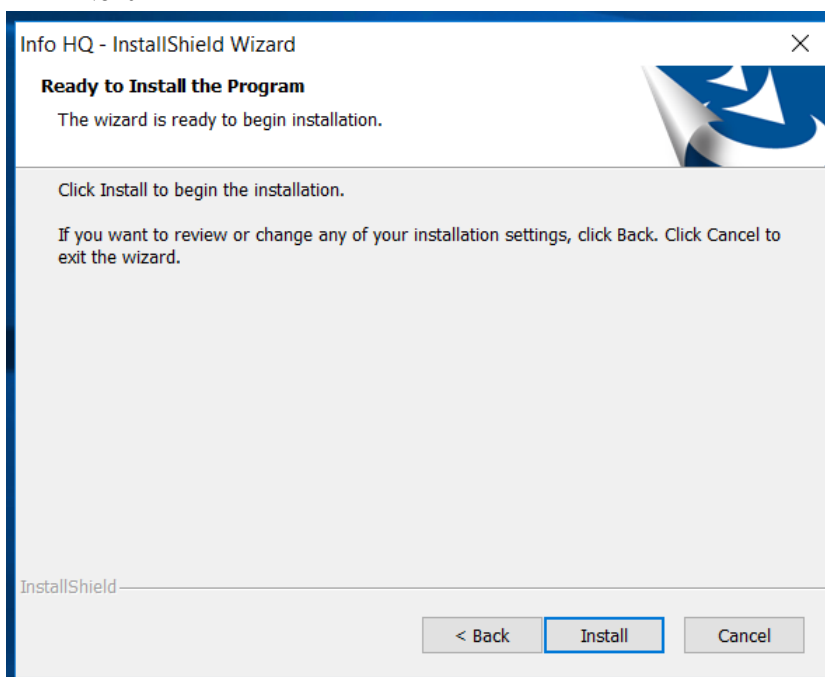 Info HQ - InstallShield Wizard
Ready to Install the Program
The wizard is ready to begin installation.
Click Install to begin the installation.
If you want to review or change any of your installation settings, click Back. Click Cancel to
exit the wizard.
InstallShield
< Back Install Cancel